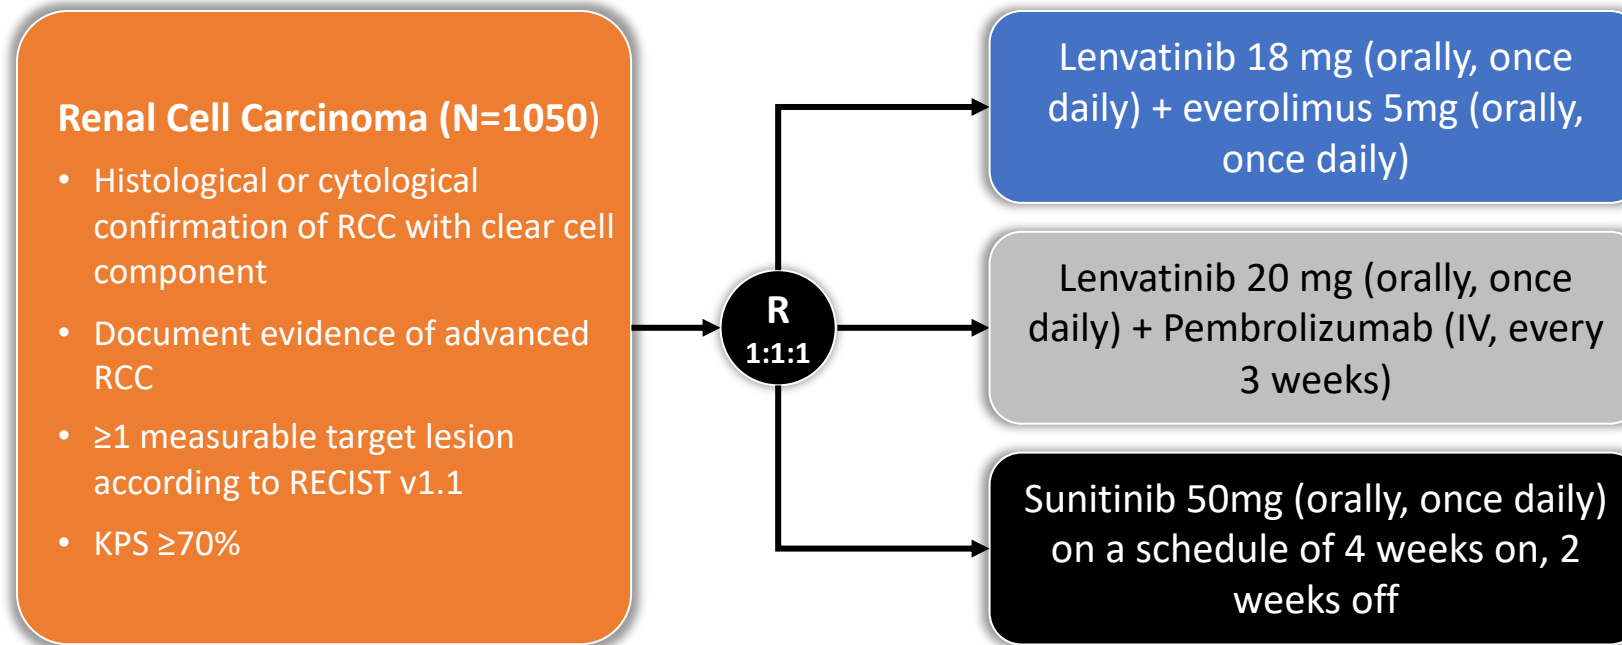 Renal Cell Carcinoma (N=1050)
• Histological or cytological
confirmation of RCC with clear cell
component
• Document evidence of advanced
RCC
• ≥1 measurable target lesion
according to RECIST v1.1
• KPS ≥70%
R
1:1:1
Lenvatinib 18 mg (orally, once
daily) + everolimus 5mg (orally,
once daily)
Lenvatinib 20 mg (orally, once
daily) + Pembrolizumab (IV, every
3 weeks)
Sunitinib 50mg (orally, once daily)
on a schedule of 4 weeks on, 2
weeks off